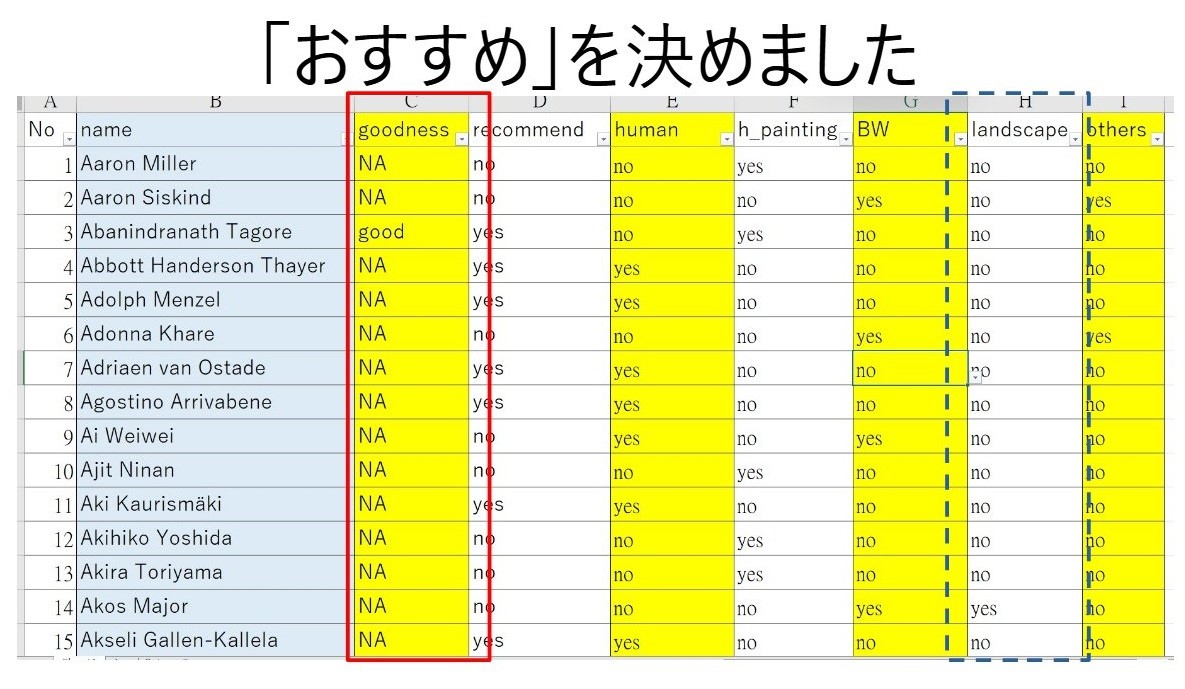 「おすすめ」を決めました
A B C D E F G H I
No name goodness recommend human h_painting BW landscape others
1 Aaron Miller NA no no yes no no no
2 Aaron Siskind NA no no no yes no yes
3 Abanindranath Tagore good yes no yes no no no
4 Abbott Handerson Thayer NA yes yes no no no no
5 Adolph Menzel NA yes yes no no no no
6 Adonna Khare NA no no no yes no yes
7 Adriaen van Ostade NA yes yes no no no no
8 Agostino Arrivabene NA yes yes no no no no
9 Ai Weiwei NA no yes no yes no no
10 Ajit Ninan NA no no yes no no no
11 Aki Kaurismäki NA yes yes no no no no
12 Akihiko Yoshida NA no no yes no no no
13 Akira Toriyama NA no no yes no no no
14 Akos Major NA no no no yes yes no
15 Akseli Gallen-Kallela NA yes yes no no no no